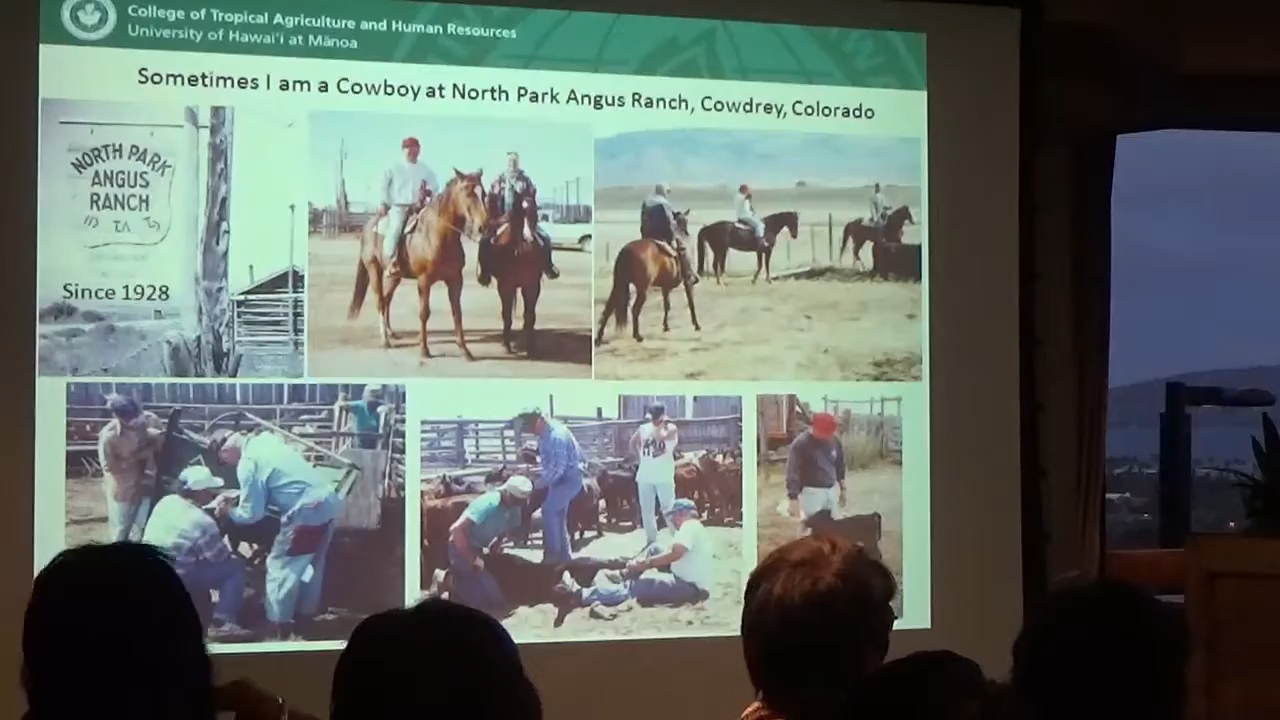 College of Tropical Agriculture and Human Resources
University of Hawai'i at Mānoa
Sometimes I am a Cowboy at North Park Angus Ranch, Cowdrey, Colorado
NORTH PARK
ANGUS
RANCH
Since 1928